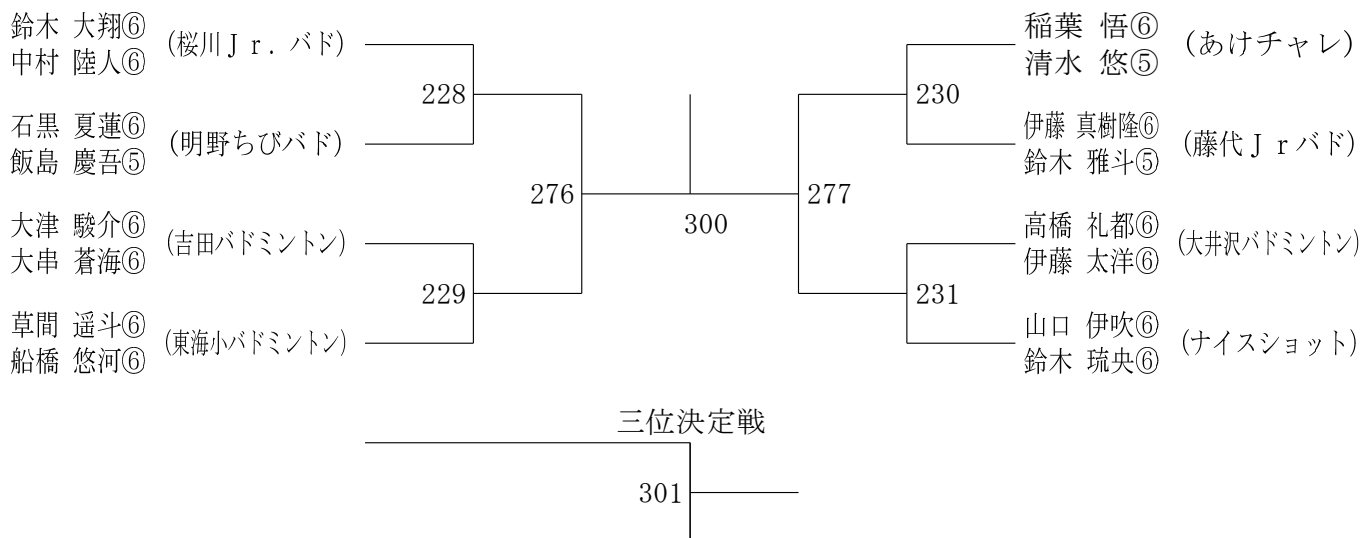 鈴木 大翔⑥
中村 陸人⑥
(桜川Ｊｒ．バド)
228
石黒 夏蓮⑥
飯島 慶吾⑤
(明野ちびバド)
276
大津 駿介⑥
大串 蒼海⑥
(吉田バドミントン)
229
草間 遥斗⑥
船橋 悠河⑥
(東海小バドミントン)
300
稲葉 悟⑥
清水 悠⑤
(あけチャレ)
230
伊藤 真樹隆⑥
鈴木 雅斗⑤
(藤代Ｊｒバド)
277
高橋 礼都⑥
伊藤 太洋⑥
(大井沢バドミントン)
231
山口 伊吹⑥
鈴木 琉央⑥
(ナイスショット)
三位決定戦
301